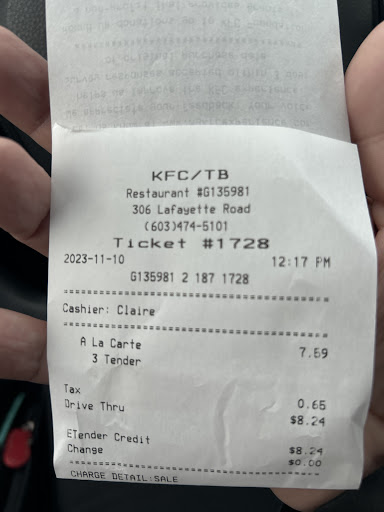 KFC/TB
Restaurant #G135981
306 Lafayette Road
(603)474-5101
Ticket #1728
2023-11-10 12:17 PM
G135981 2 187 1728
Cashier: Claire
A La Carte 7.59
3 Tender
Tax 0.65
Drive Thru $8.24
ETender Credit $8.24
Change $0.00
CHARGE DETAIL:SALE